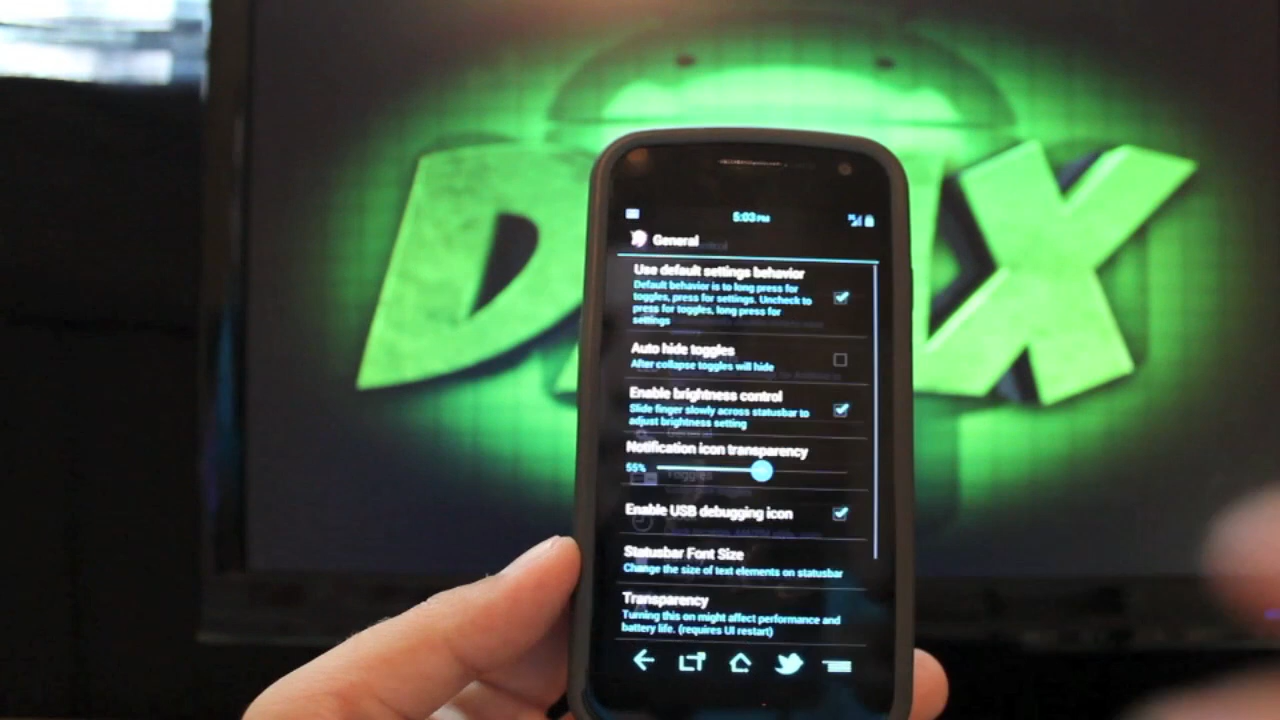 D X
5:03 PM
General
Use default settings behavior
Default behavior is to long press for
toggles, press for settings. Uncheck to
press for toggles, long press for
settings
Auto hide toggles
After collapse toggles will hide
Enable brightness control
Slide finger slowly across statusbar to
adjust brightness setting
Notification icon transparency
55%
Enable USB debugging icon
Statusbar Font Size
Change the size of text elements on statusbar
Transparency
Turning this on might affect performance and
battery life. (requires UI restart)